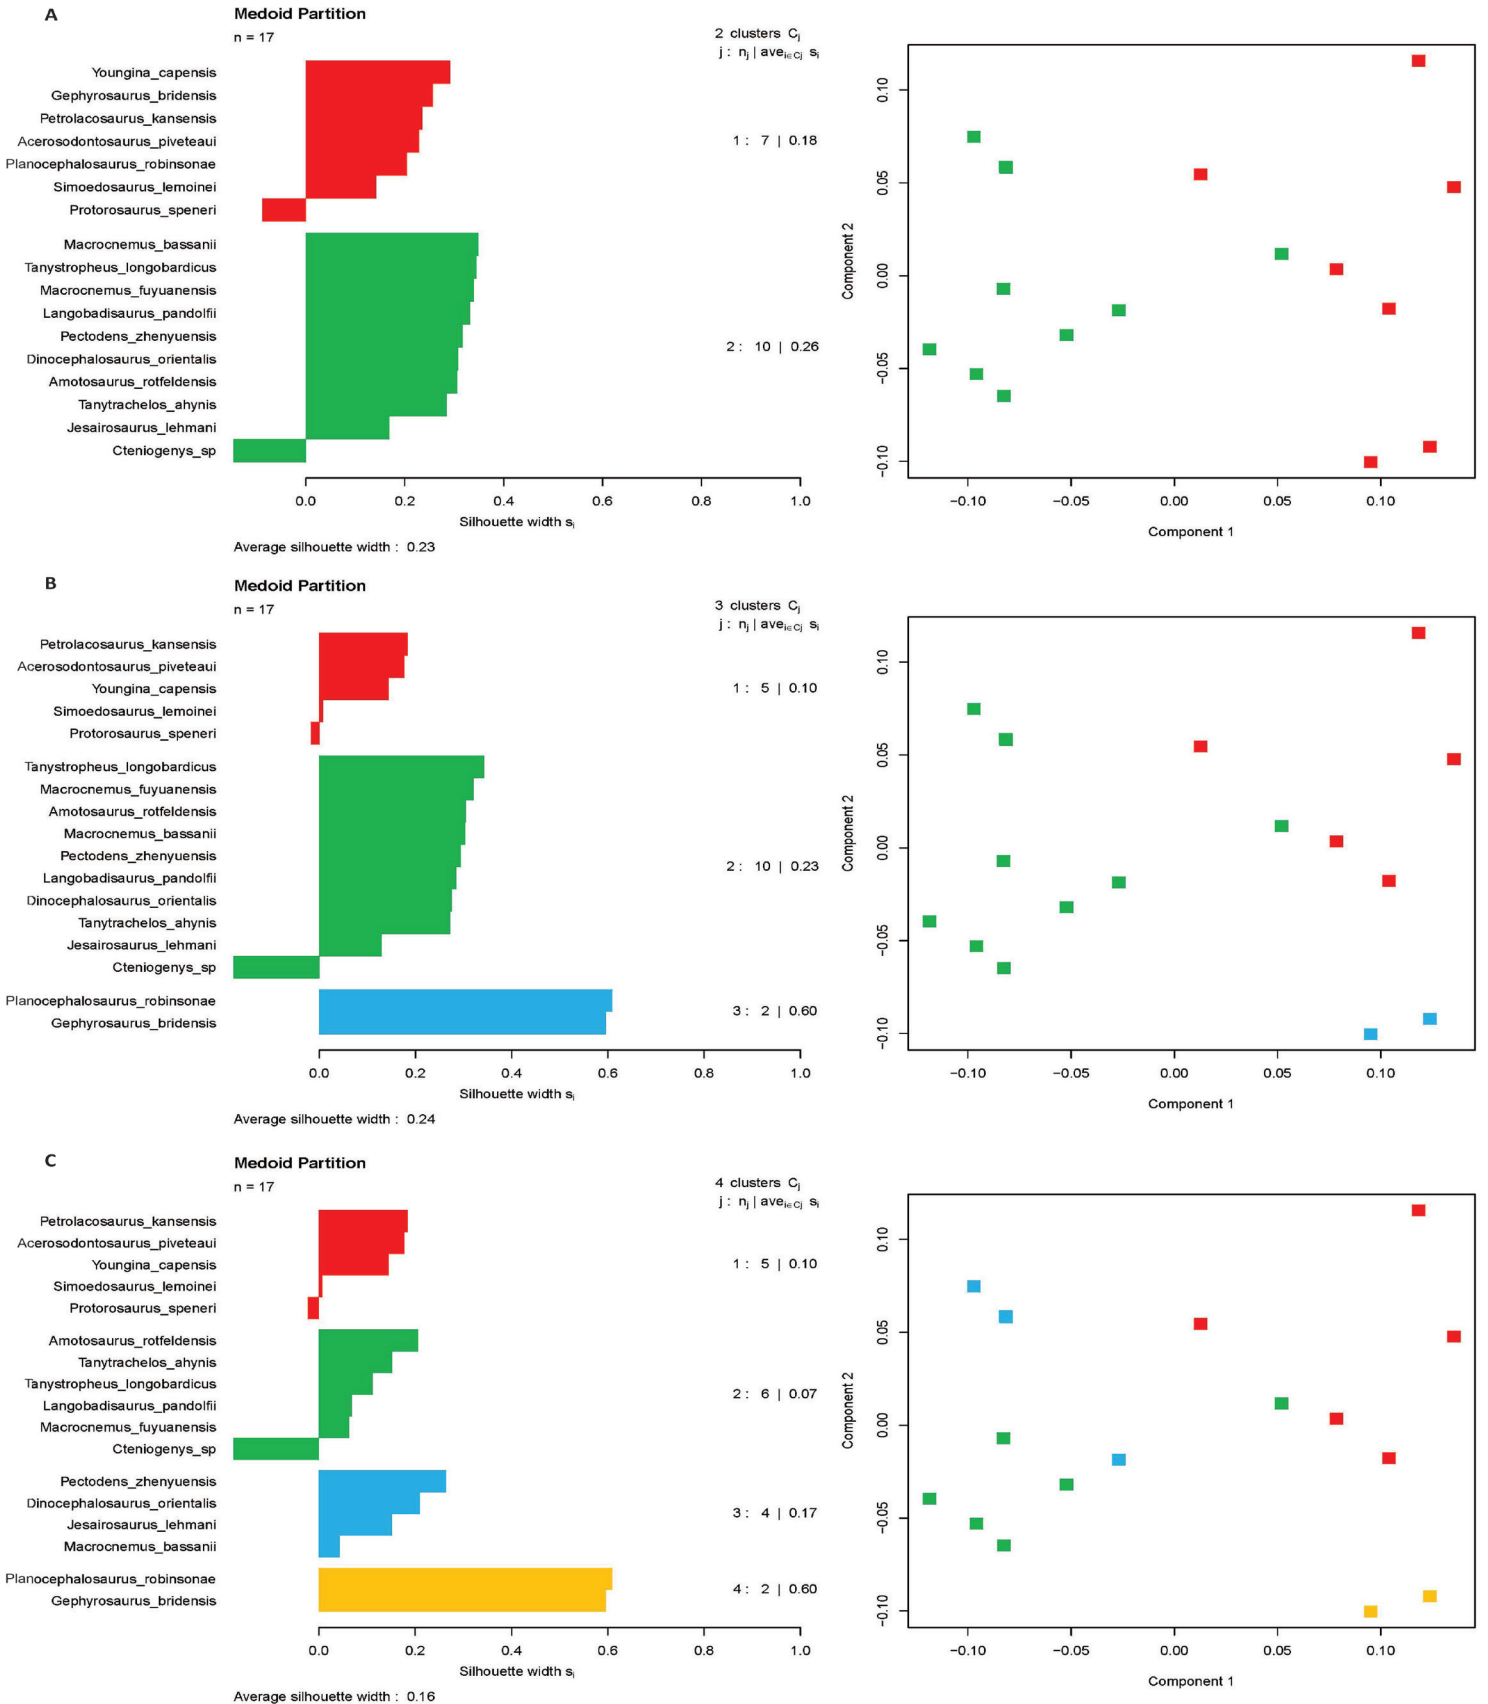 A
Medoid Partition
n = 17
2 clusters Cj
j : nj | avei∈Cj si
Youngina_capensis
Gephyrosaurus_bridensis
Petrolacosaurus_kansensis
Acerosodontosaurus_piveteaui
Planocephalosaurus_robinsonae
Simoedosaurus_lemoinei
Protorosaurus_speneri
1 : 7 | 0.18
Macrocnemus_bassanii
Tanystropheus_longobardicus
Macrocnemus_fuyuanensis
Langobadisaurus_pandolfii
Pectodens_zhenyuensis
Dinocephalosaurus_orientalis
Amotosaurus_rotfeldensis
Tanytrachelos_ahynis
Jesairosaurus_lehmani
Cteniogenys_sp
2 : 10 | 0.26
0.0 0.2 0.4 0.6 0.8 1.0
Silhouette width si
Average silhouette width : 0.23
Component 2
0.10
0.05
0.00
−0.05
−0.10
−0.10 −0.05 0.00 0.05 0.10
Component 1
B
Medoid Partition
n = 17
3 clusters Cj
j : nj | avei∈Cj si
Petrolacosaurus_kansensis
Acerosodontosaurus_piveteaui
Youngina_capensis
Simoedosaurus_lemoinei
Protorosaurus_speneri
1 : 5 | 0.10
Tanystropheus_longobardicus
Macrocnemus_fuyuanensis
Amotosaurus_rotfeldensis
Macrocnemus_bassanii
Pectodens_zhenyuensis
Langobadisaurus_pandolfii
Dinocephalosaurus_orientalis
Tanytrachelos_ahynis
Jesairosaurus_lehmani
Cteniogenys_sp
2 : 10 | 0.23
Planocephalosaurus_robinsonae
Gephyrosaurus_bridensis
3 : 2 | 0.60
0.0 0.2 0.4 0.6 0.8 1.0
Silhouette width si
Average silhouette width : 0.24
Component 2
0.10
0.05
0.00
−0.05
−0.10
−0.10 −0.05 0.00 0.05 0.10
Component 1
C
Medoid Partition
n = 17
4 clusters Cj
j : nj | avei∈Cj si
Petrolacosaurus_kansensis
Acerosodontosaurus_piveteaui
Youngina_capensis
Simoedosaurus_lemoinei
Protorosaurus_speneri
1 : 5 | 0.10
Amotosaurus_rotfeldensis
Tanytrachelos_ahynis
Tanystropheus_longobardicus
Langobadisaurus_pandolfii
Macrocnemus_fuyuanensis
Cteniogenys_sp
2 : 6 | 0.07
Pectodens_zhenyuensis
Dinocephalosaurus_orientalis
Jesairosaurus_lehmani
Macrocnemus_bassanii
3 : 4 | 0.17
Planocephalosaurus_robinsonae
Gephyrosaurus_bridensis
4 : 2 | 0.60
0.0 0.2 0.4 0.6 0.8 1.0
Silhouette width si
Average silhouette width : 0.16
Component 2
0.10
0.05
0.00
−0.05
−0.10
−0.10 −0.05 0.00 0.05 0.10
Component 1